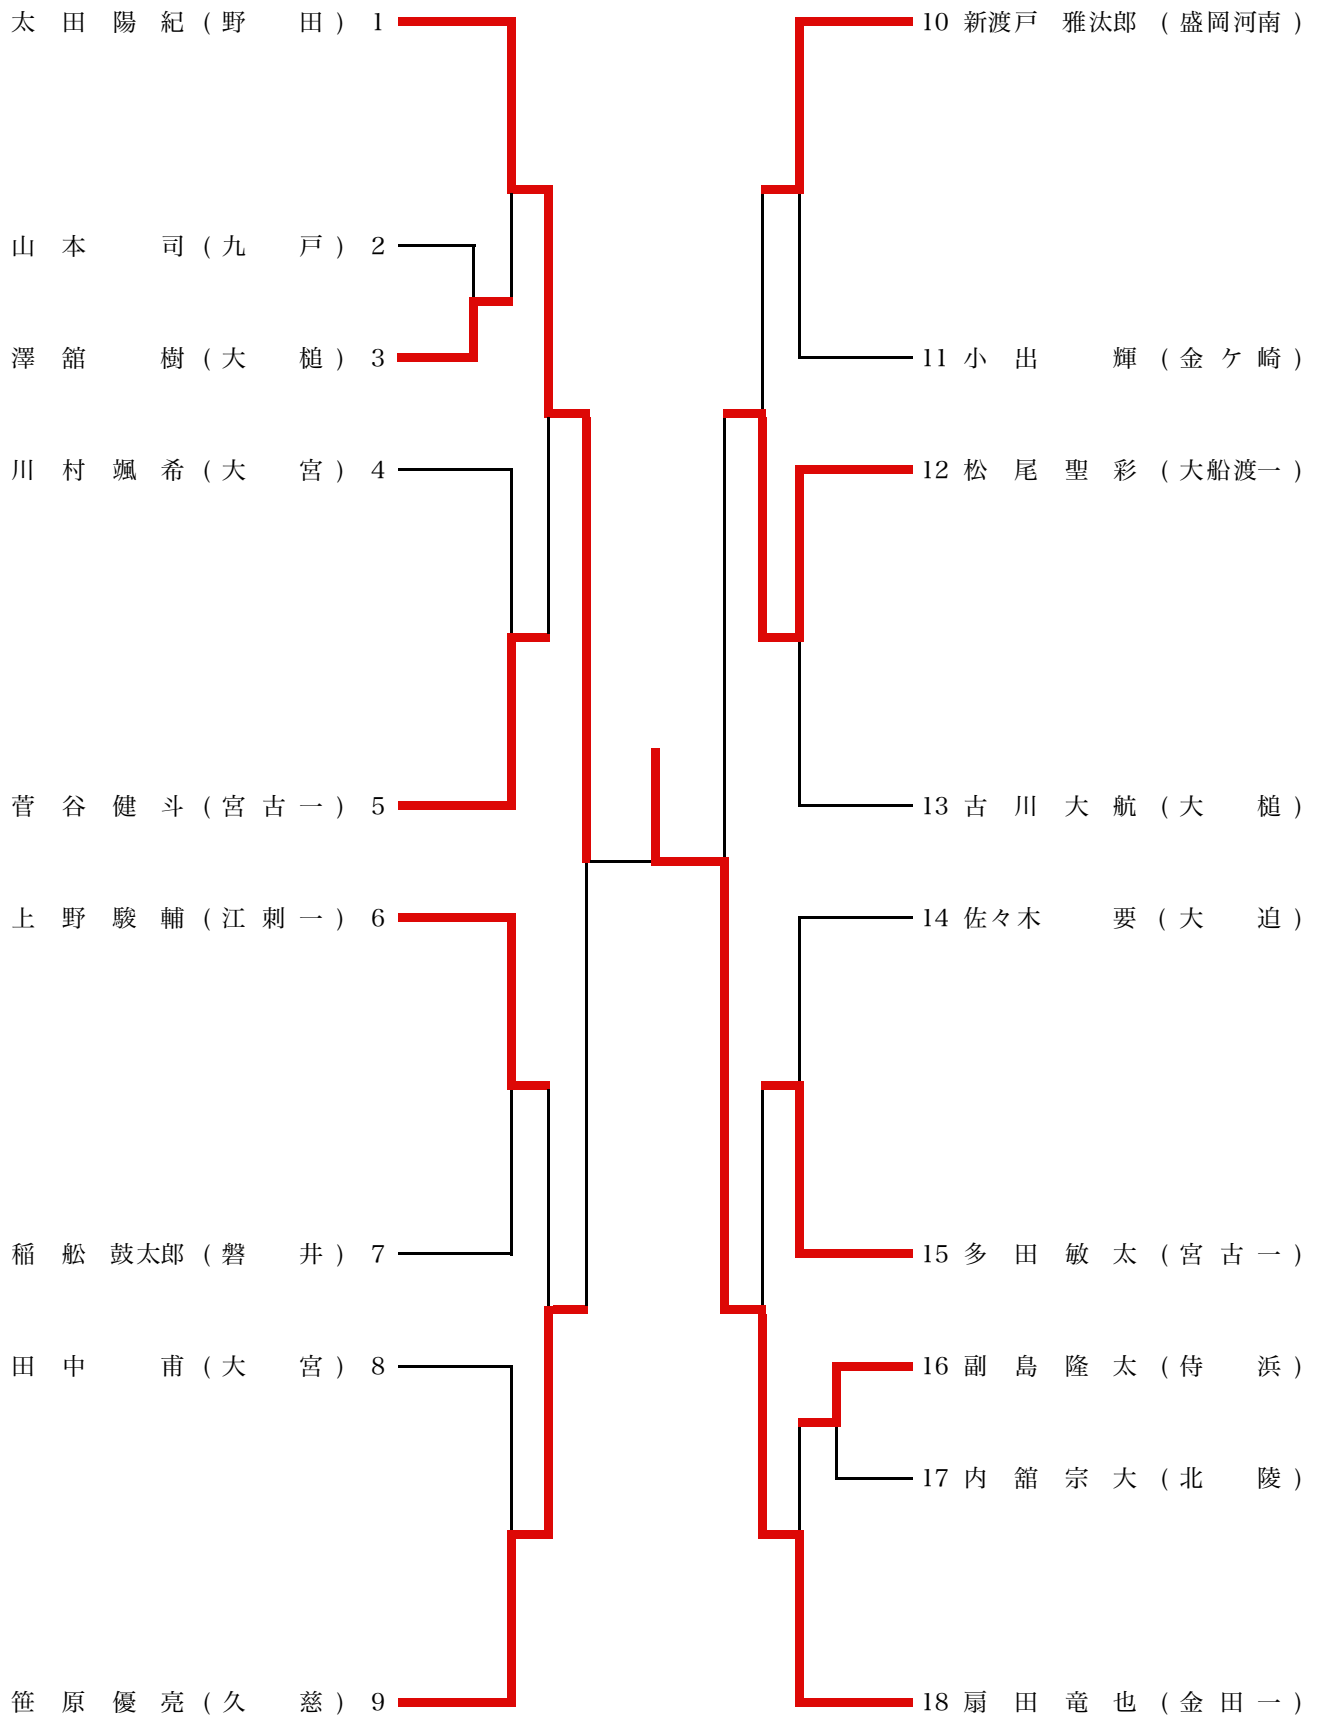 太田陽紀(野田) 1
山本司(九戸) 2
澤舘樹(大槌) 3
川村颯希(大宮) 4
菅谷健斗(宮古一) 5
上野駿輔(江刺一) 6
稲舩鼓太郎(磐井) 7
田中甫(大宮) 8
笹原優亮(久慈) 9
10 新渡戸 雅汰郎 (盛岡河南)
11 小出輝(金ケ崎)
12 松尾聖彩(大船渡一)
13 古川大航(大槌)
14 佐々木要(大迫)
15 多田敏太(宮古一)
16 副島隆太(侍浜)
17 内舘宗大(北陵)
18 扇田竜也(金田一)